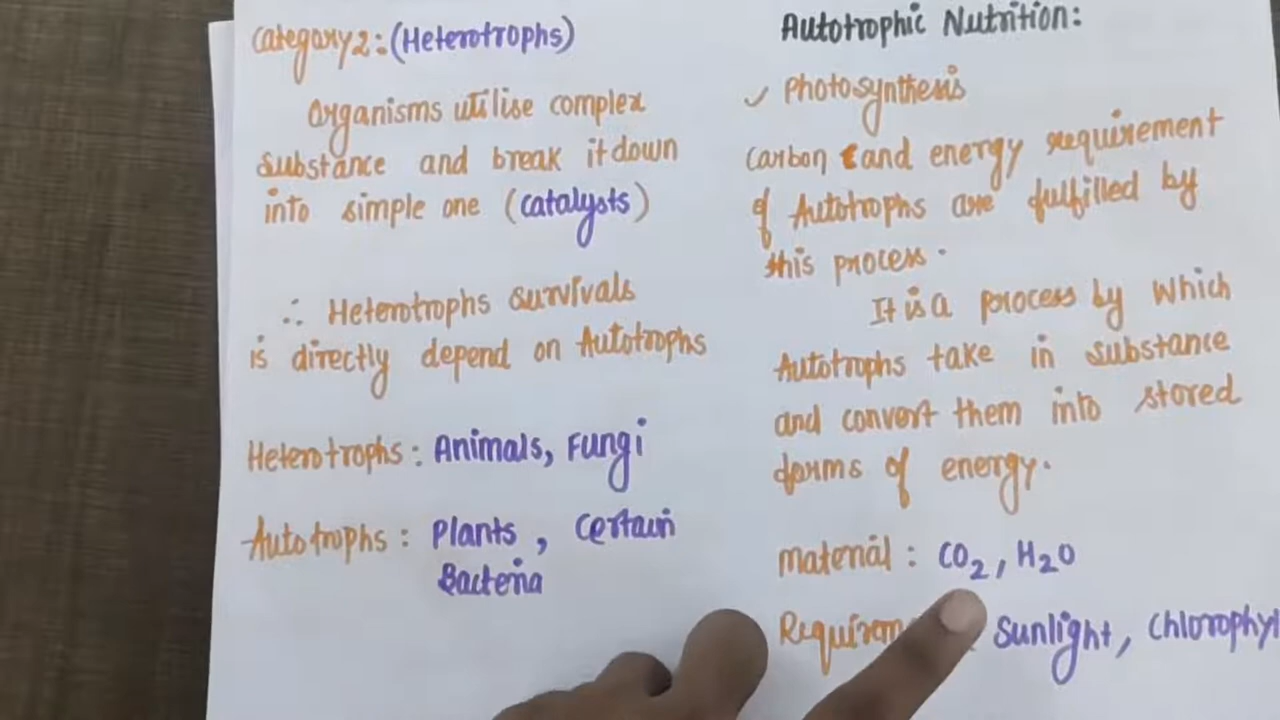 Category 2: (Heterotrophs)
Organisms utilise complex
substance and break it down
into simple one (catalysts)
∴ Heterotrophs survivals
is directly depend on Autotrophs
Heterotrophs: Animals, Fungi
Autotrophs: Plants, Certain
Bacteria
Autotrophic Nutrition:
✓ Photosynthesis
Carbon and energy requirement
of Autotrophs are fulfilled by
this process.
It is a process by which
Autotrophs take in substance
and convert them into stored
forms of energy.
Material: CO2, H2O
Sunlight, Chlorophyl